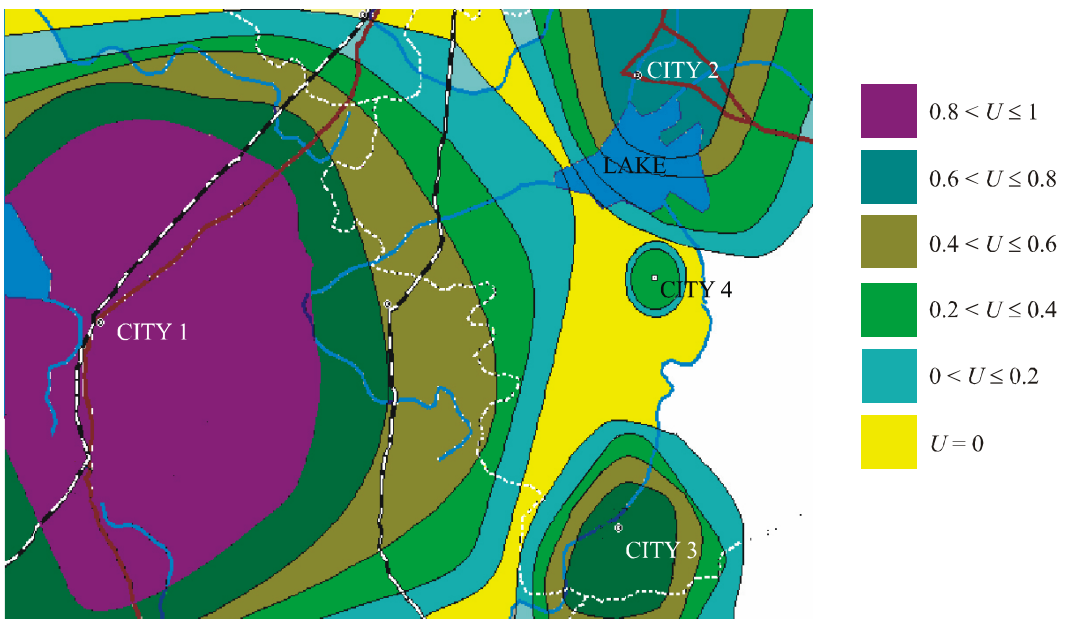 CITY 2
LAKE
CITY 4
CITY 1
CITY 3
0.8 < U ≤ 1
0.6 < U ≤ 0.8
0.4 < U ≤ 0.6
0.2 < U ≤ 0.4
0 < U ≤ 0.2
U = 0